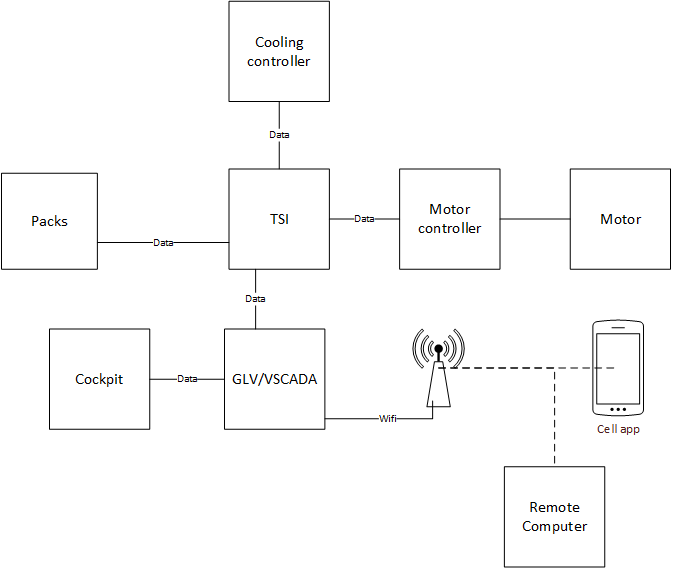 Cooling
controller
Data
Packs
Data
TSI
Data
Motor
controller
Motor
Data
Cockpit
Data
GLV/VSCADA
Wifi
Cell app
Remote
Computer